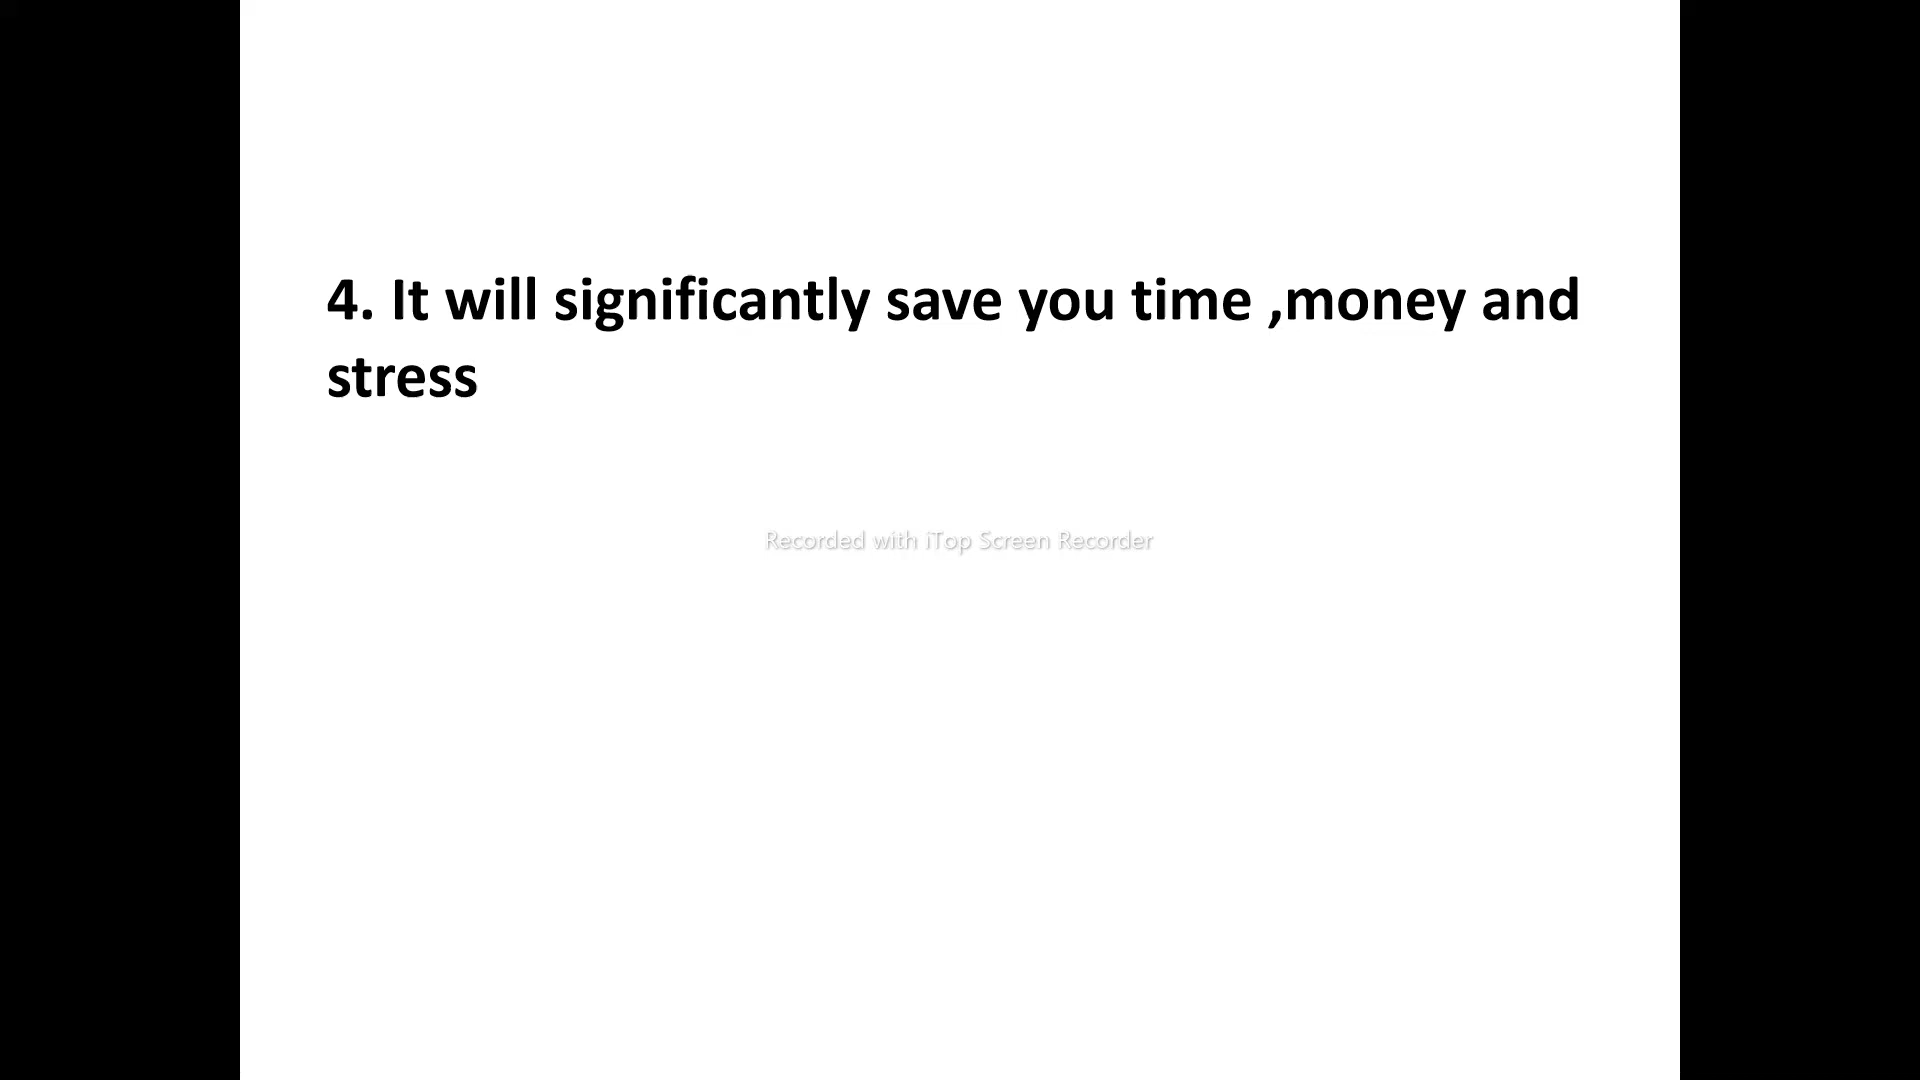 4. It will significantly save you time ,money and
stress
Recorded with iTop Screen Recorder